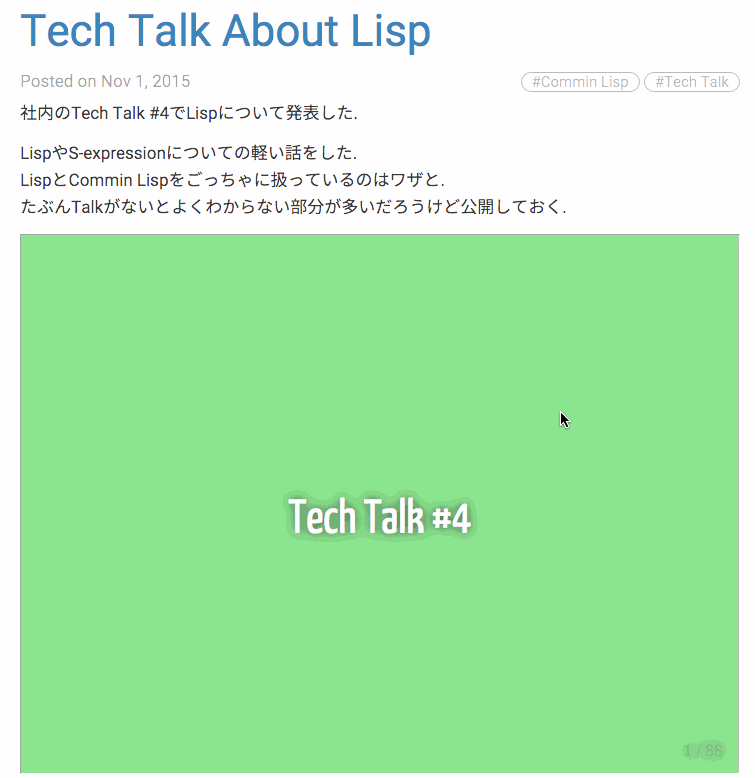 Tech Talk About Lisp
Posted on Nov 1, 2015 #Commin Lisp #Tech Talk
社内のTech Talk #4でLispについて発表した.
LispやS-expressionについての軽い話をした.
LispとCommin Lispをごっちゃに扱っているのはワザと.
たぶんTalkがないとよくわからない部分が多いだろうけど公開しておく.
Tech Talk #4
1 / 88